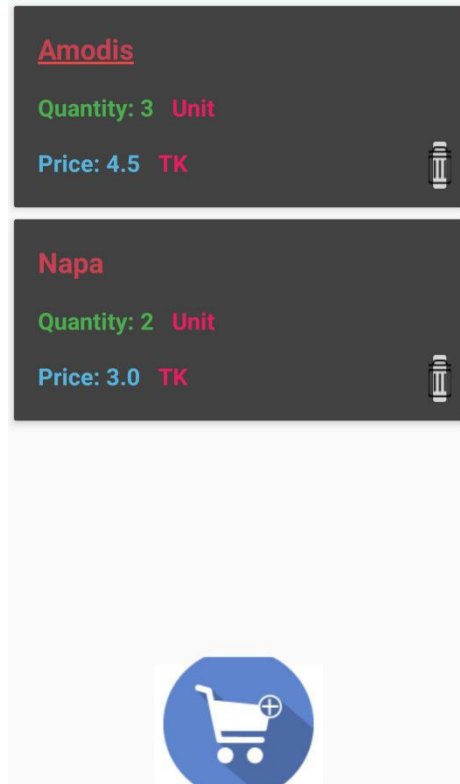 Amodis
Quantity: 3 Unit
Price: 4.5 TK
Napa
Quantity: 2 Unit
Price: 3.0 TK